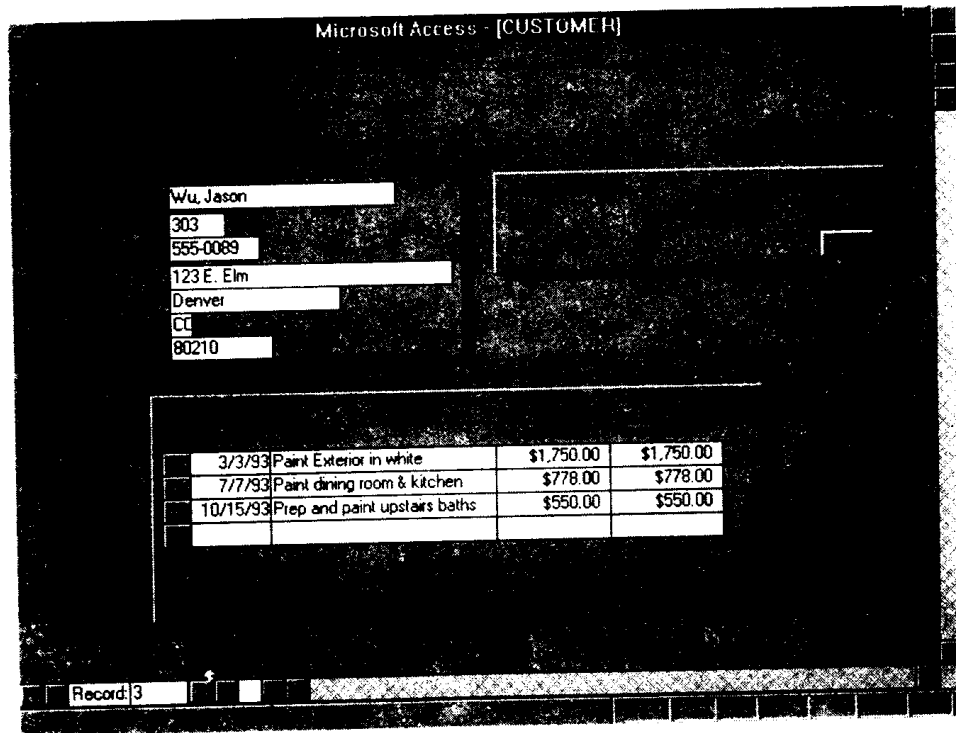 Microsoft Access - [CUSTOMER]
Wu, Jason
303
555-0089
123 E. Elm
Denver
CO
80210
3/3/93 Paint Exterior in white $1,750.00 $1,750.00
7/7/93 Paint dining room & kitchen $778.00 $778.00
10/15/93 Prep and paint upstairs baths $550.00 $550.00
Record: 3